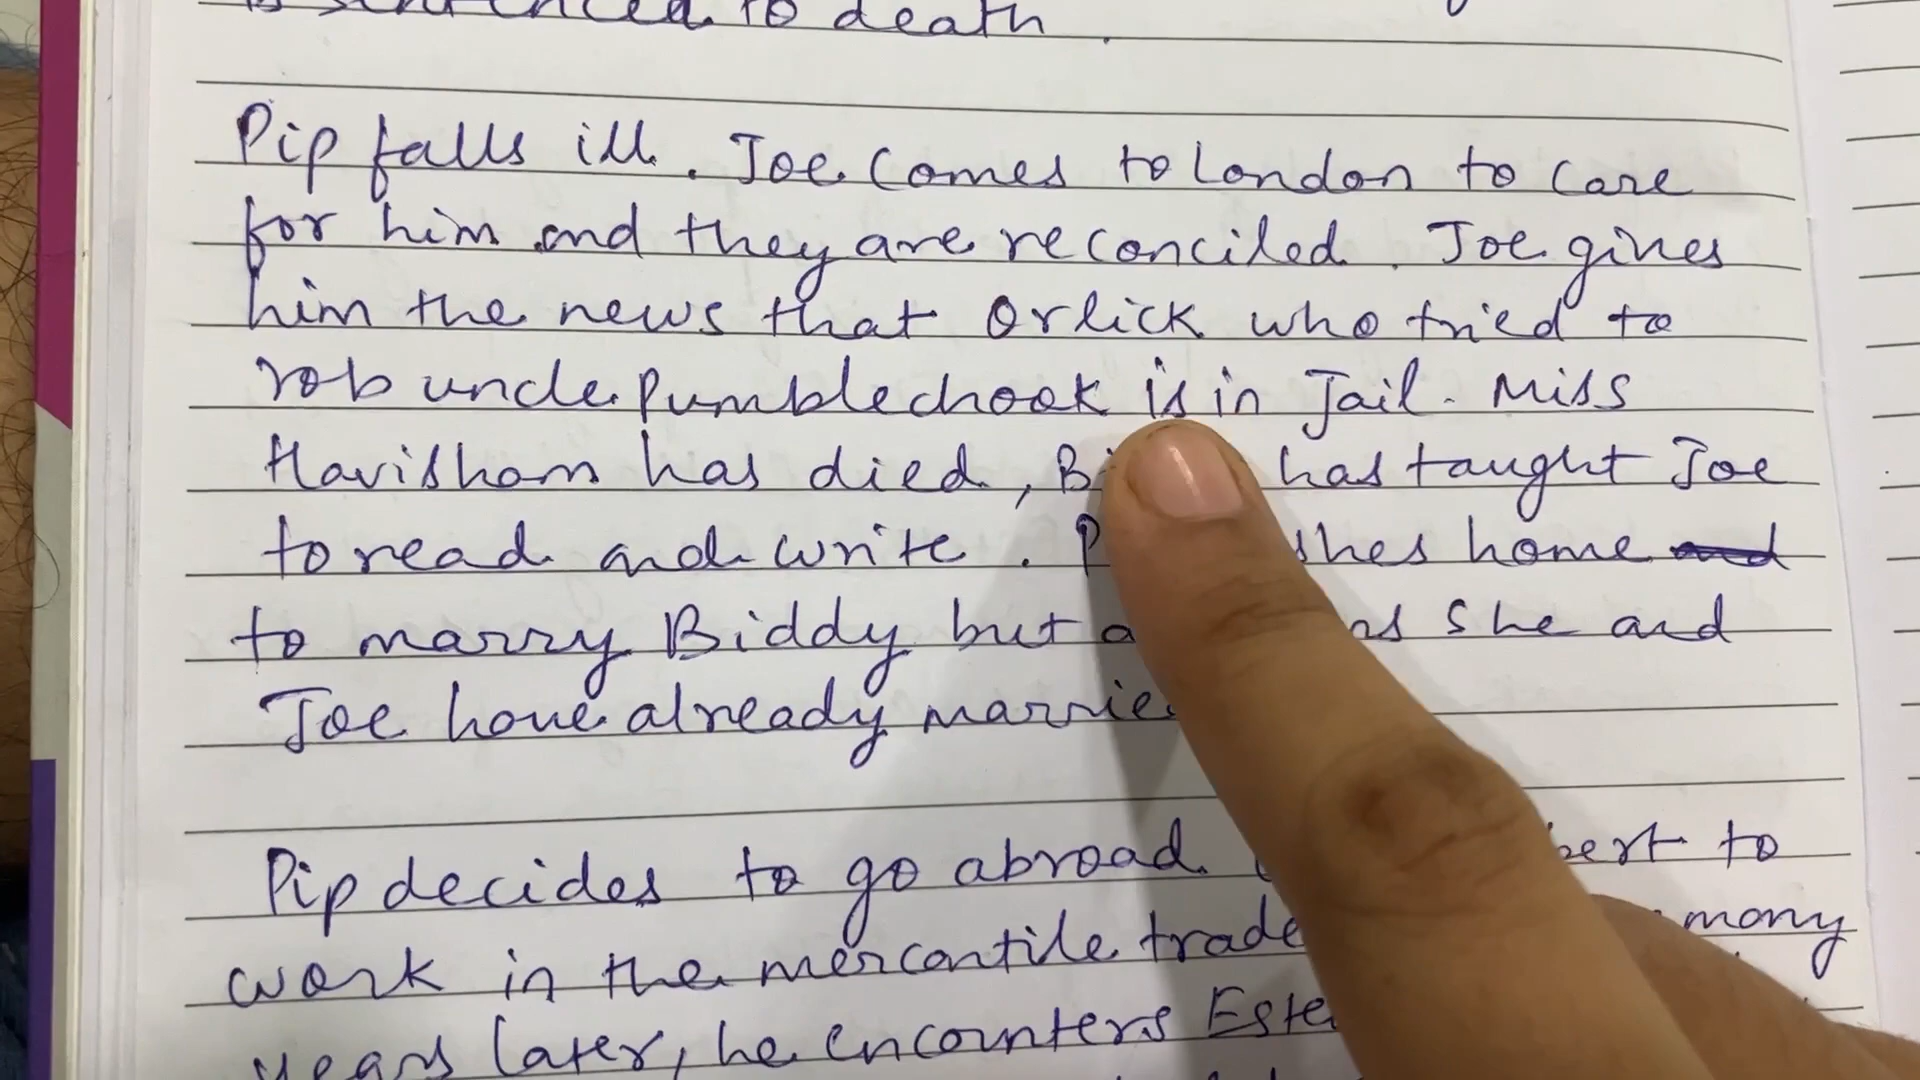 is sentenced to death.
Pip falls ill. Joe comes to London to care
for him and they are reconciled. Joe gives
him the news that Orlick who tried to
rob uncle Pumblechook is in Jail. Miss
Havisham has died, has taught Joe
to read and write. home and
to marry Biddy but she and
Joe have already
Pip decides to go abroad to
work in the mercantile trade many
years later, he encounters